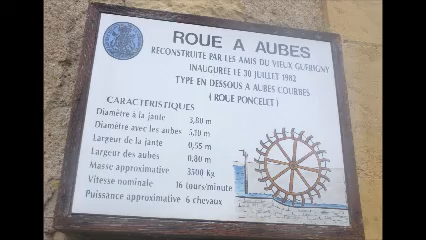 ROUE A AUBES
RECONSTRUITE PAR LES AMIS DU VIEUX GUÉRIGNY
INAUGURÉE LE 30 JUILLET 1982
TYPE EN DESSOUS A AUBES COURBES
( ROUE PONCELET )
CARACTÉRISTIQUES
Diamètre à la jante 3,80 m
Diamètre avec les aubes 5,10 m
Largeur de la jante 0,55 m
Largeur des aubes 0,80 m
Masse approximative 3500 Kg
Vitesse nominale 16 tours/minute
Puissance approximative 6 chevaux